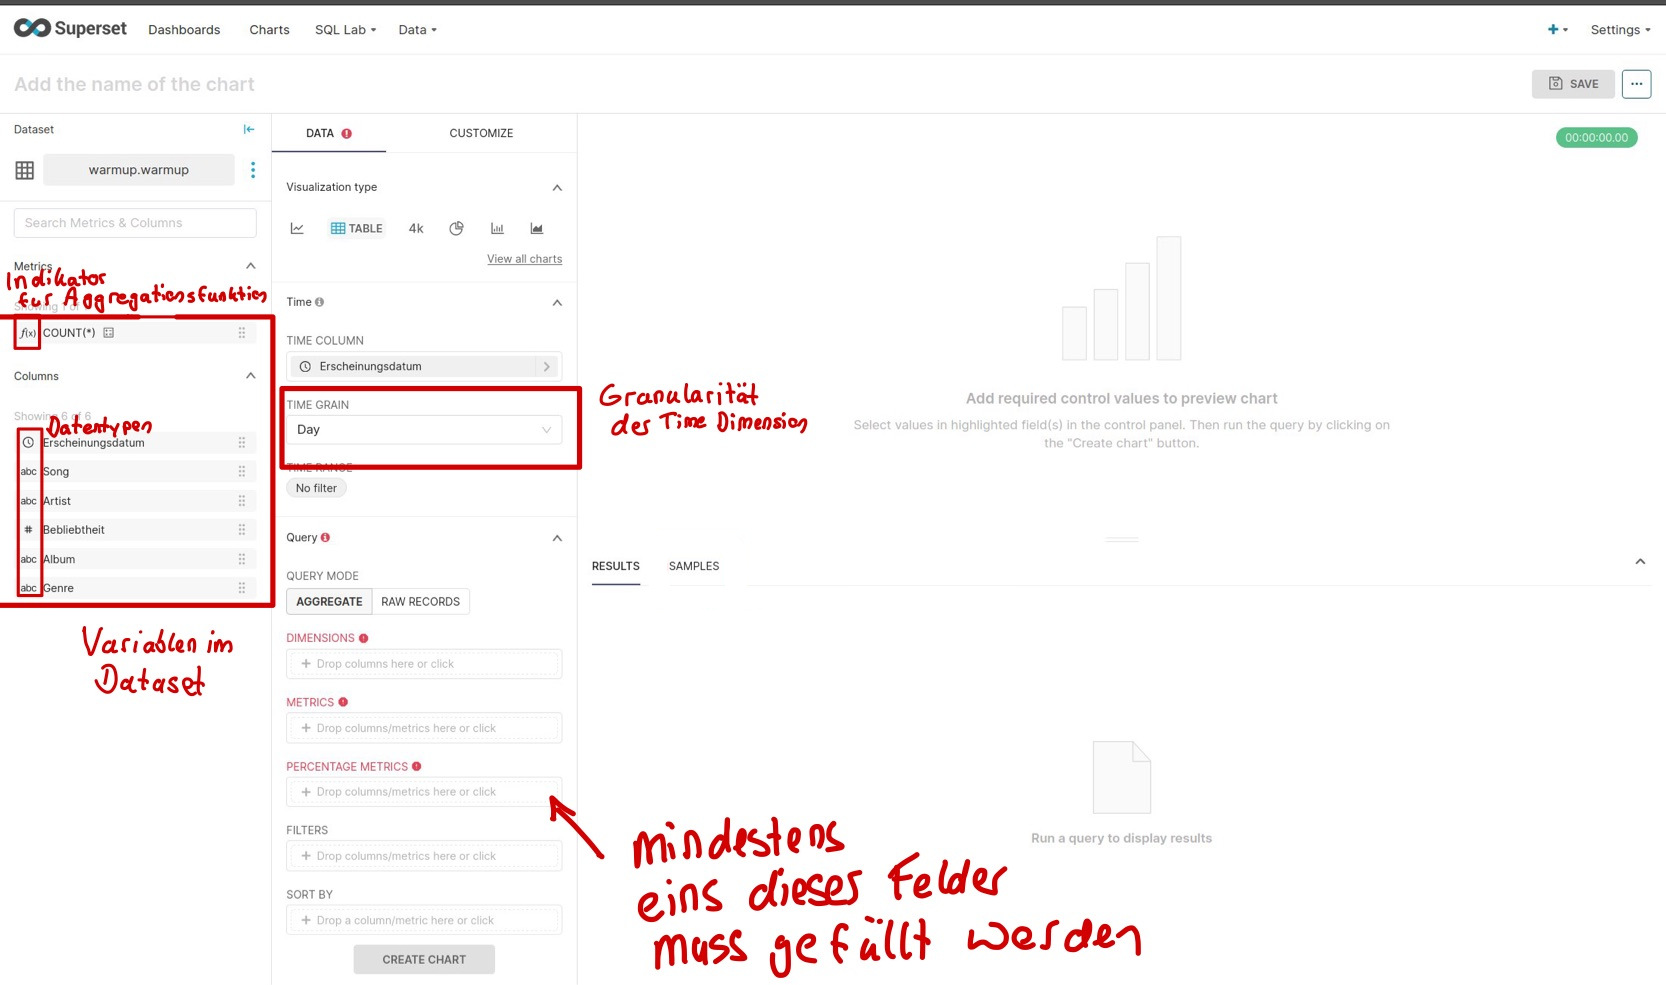 Superset
Dashboards
Charts
SQL Lab
Data
Settings
Add the name of the chart
SAVE
Dataset
warmup.warmup
Search Metrics & Columns
Metrics
Indikator
für Aggregationsfunktion
Showing 1 of
f(x) COUNT(*)
Columns
Showing 6 of 6
Datentypen
Erscheinungsdatum
abc Song
abc Artist
# Bebliebtheit
abc Album
abc Genre
Variablen im
Dataset
DATA
CUSTOMIZE
Visualization type
TABLE
4k
View all charts
Time
TIME COLUMN
Erscheinungsdatum
TIME GRAIN
Day
TIME RANGE
No filter
Granularität
der Time Dimension
Query
QUERY MODE
AGGREGATE
RAW RECORDS
DIMENSIONS
+ Drop columns here or click
METRICS
+ Drop columns/metrics here or click
PERCENTAGE METRICS
+ Drop columns/metrics here or click
FILTERS
+ Drop columns/metrics here or click
SORT BY
+ Drop a column/metric here or click
CREATE CHART
mindestens
eins dieser Felder
muss gefüllt werden
00:00:00.00
Add required control values to preview chart
Select values in highlighted field(s) in the control panel. Then run the query by clicking on
the "Create chart" button.
RESULTS
SAMPLES
Run a query to display results